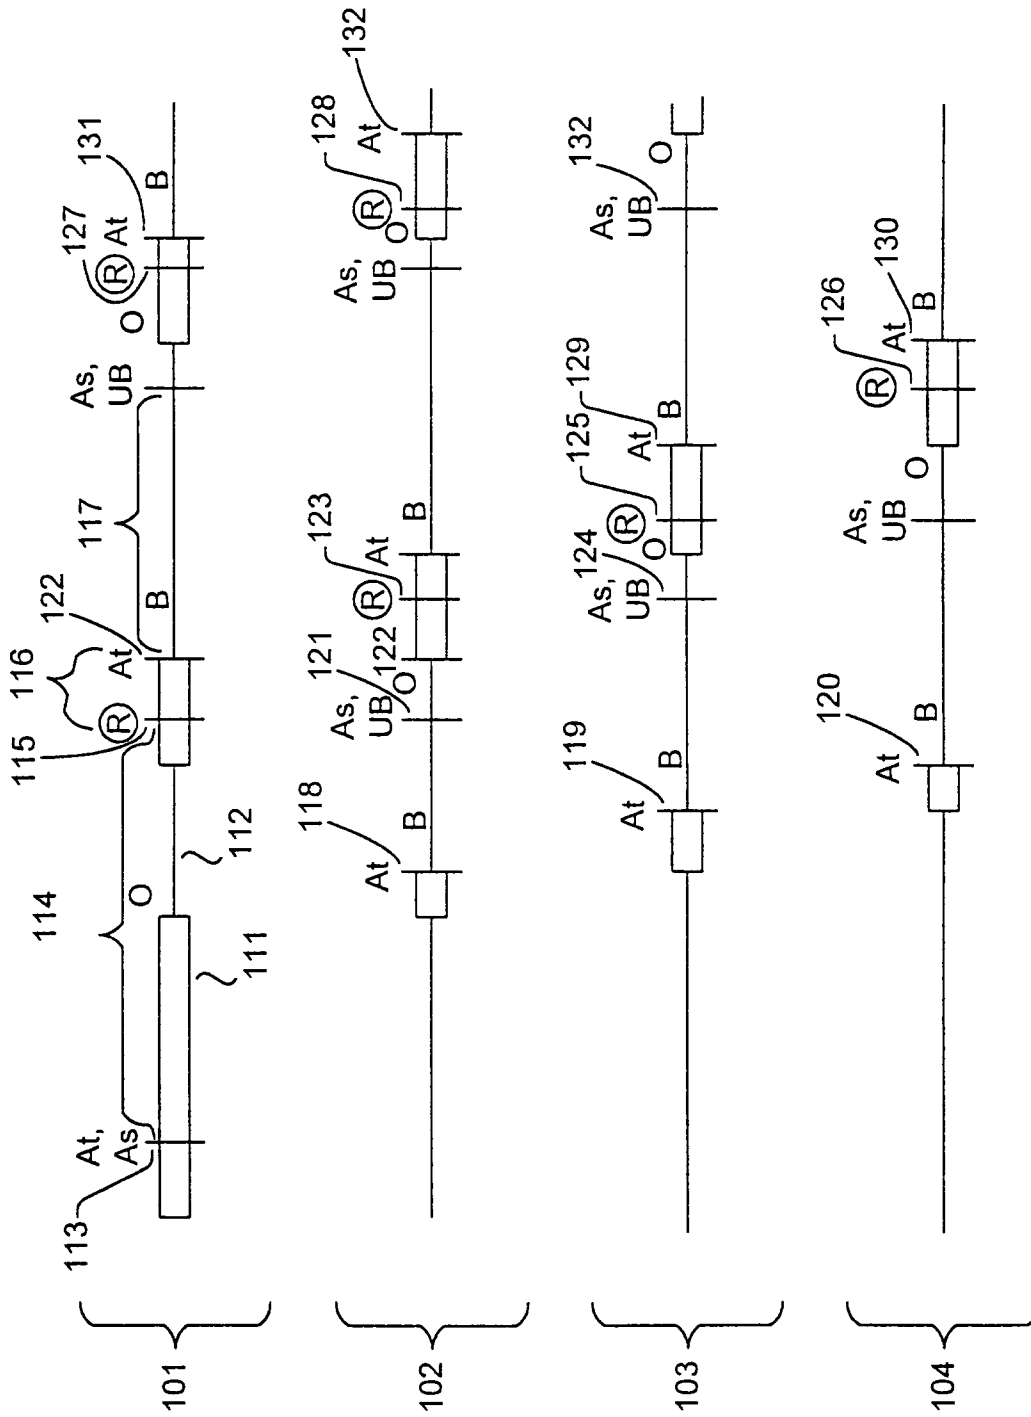 101
113
At,
As
114
111
O
112
115
R
116
At
122
B
117
As,
UB
O
127
R
At
131
B
102
At
118
B
As,
UB
121
O
122
R
123
At
B
As,
UB
O
R
128
At
132
103
At
119
B
As,
UB
124
O
R
125
At
129
B
As,
UB
132
O
104
At
120
B
As,
UB
O
R
126
At
130
B